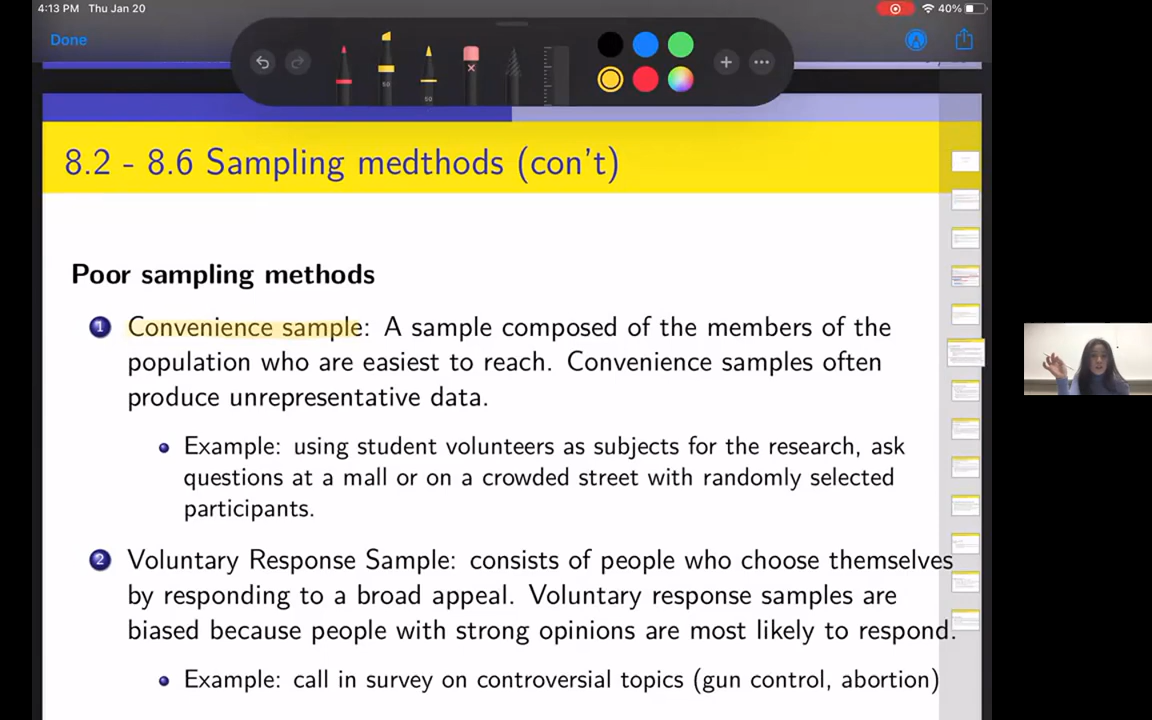 4:13 PM Thu Jan 20
40%
Done
50
50
8.2 - 8.6 Sampling medthods (con't)
Poor sampling methods
1 Convenience sample: A sample composed of the members of the
population who are easiest to reach. Convenience samples often
produce unrepresentative data.
Example: using student volunteers as subjects for the research, ask
questions at a mall or on a crowded street with randomly selected
participants.
2 Voluntary Response Sample: consists of people who choose themselves
by responding to a broad appeal. Voluntary response samples are
biased because people with strong opinions are most likely to respond.
Example: call in survey on controversial topics (gun control, abortion)